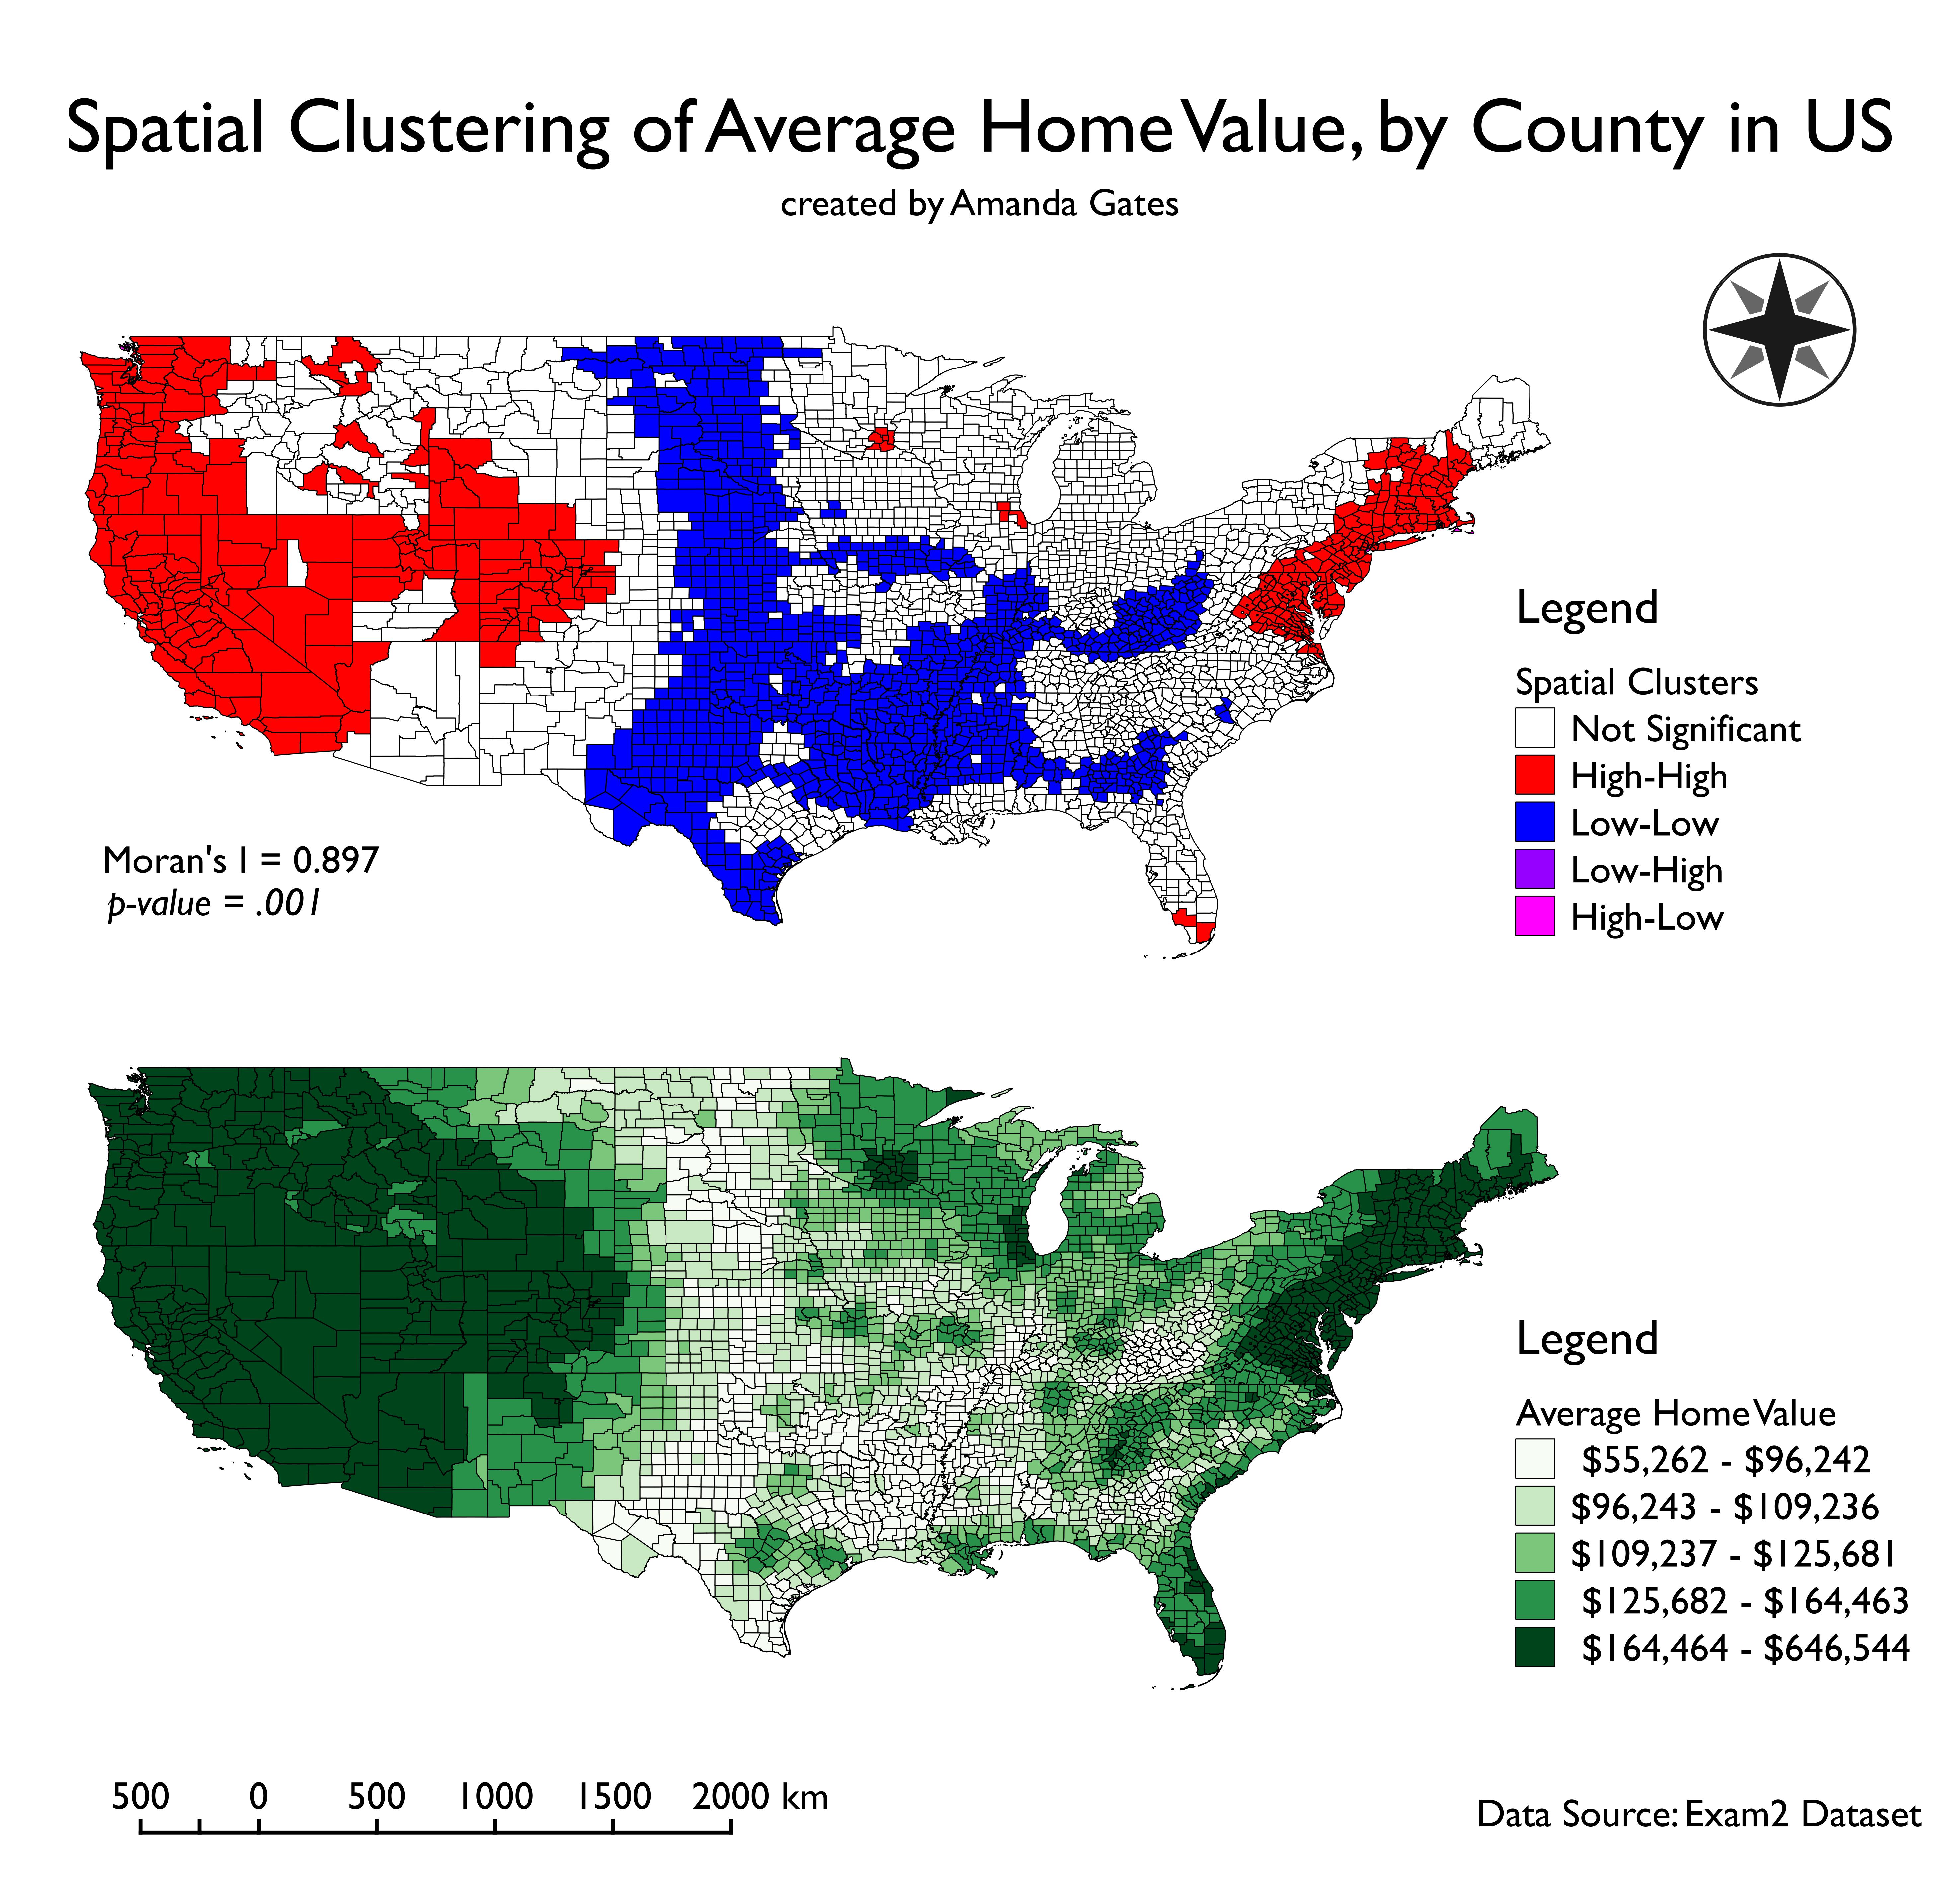 Spatial Clustering of Average Home Value, by County in US
created by Amanda Gates
Legend
Spatial Clusters
Not Significant
High-High
Low-Low
Low-High
High-Low
Moran's I = 0.897
p-value = .001
Legend
Average Home Value
$55,262 - $96,242
$96,243 - $109,236
$109,237 - $125,681
$125,682 - $164,463
$164,464 - $646,544
500 0 500 1000 1500 2000 km
Data Source: Exam2 Dataset